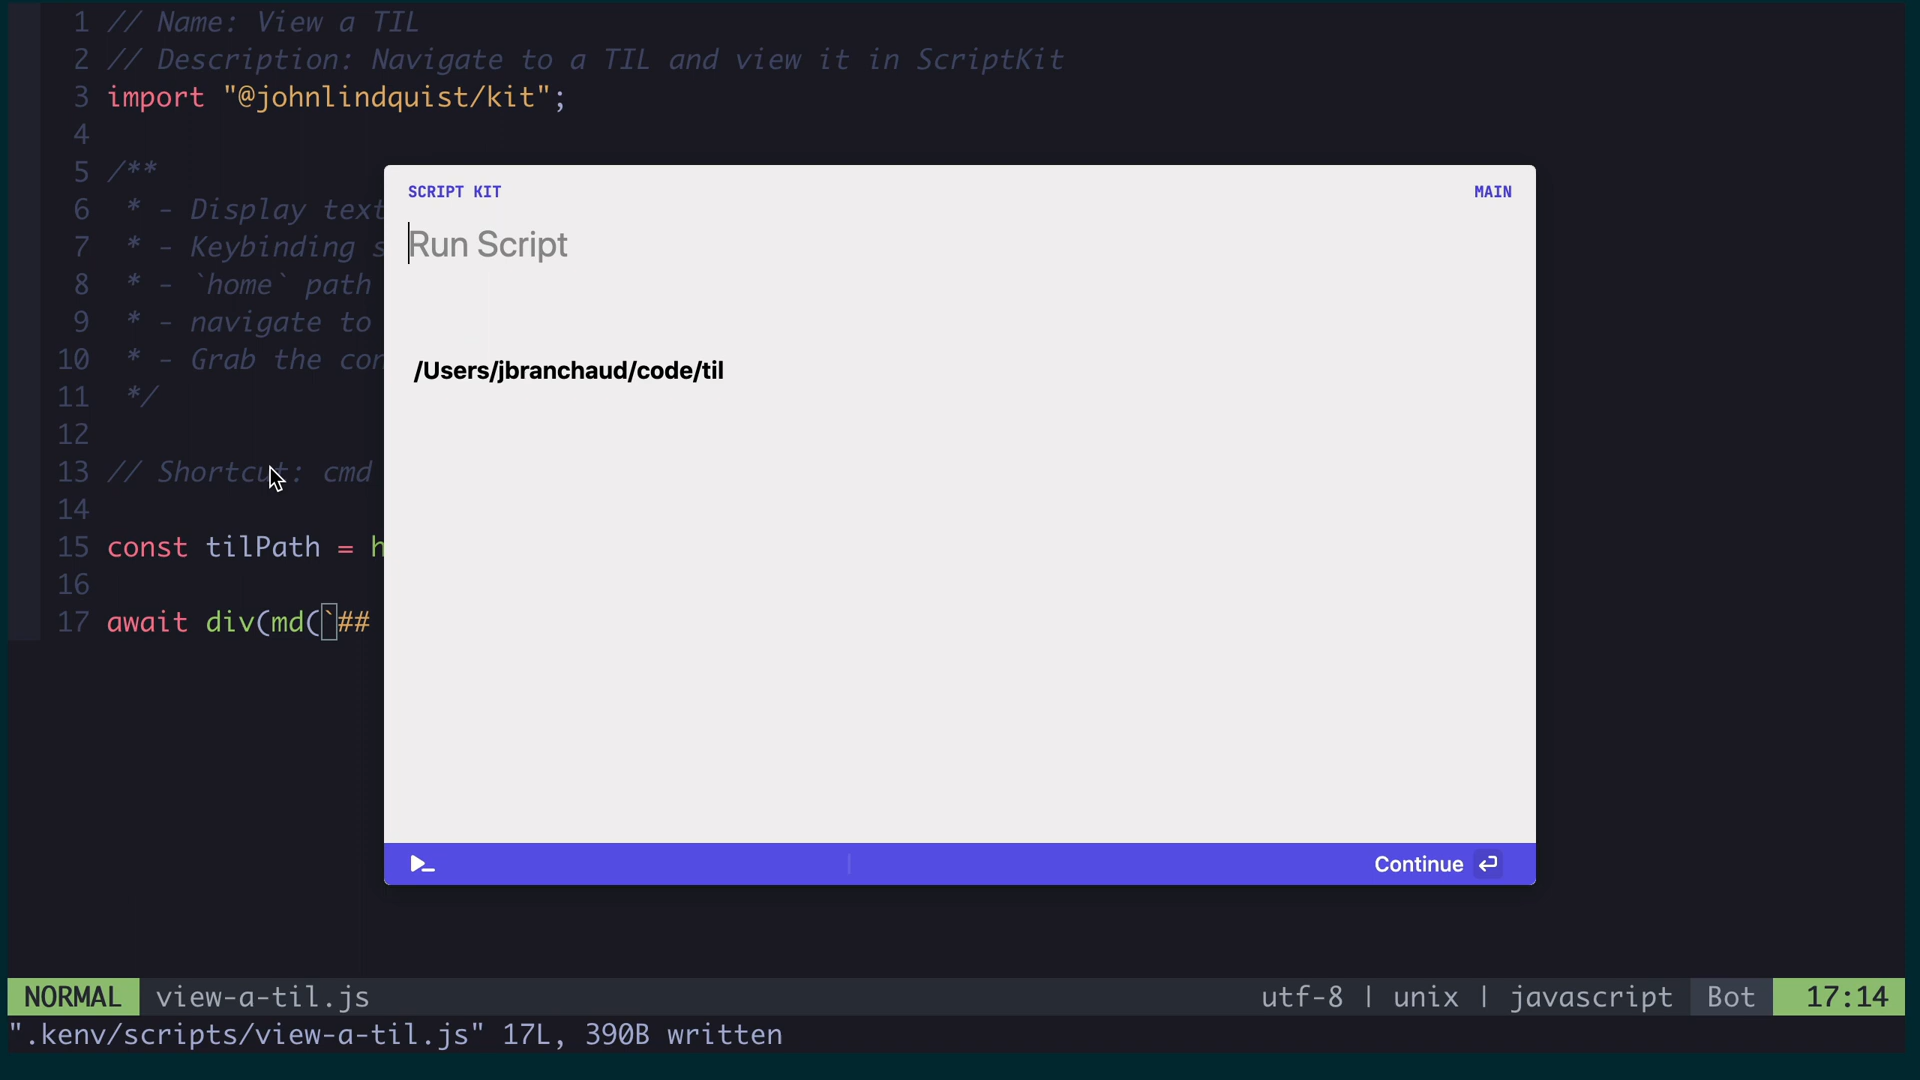 1 // Name: View a TIL
2 // Description: Navigate to a TIL and view it in ScriptKit
3 import "@johnlindquist/kit";
4
5 /**
6 * - Display text
7 * - Keybinding s
8 * - `home` path
9 * - navigate to
10 * - Grab the con
11 */
12
13 // Shortcut: cmd
14
15 const tilPath = h
16
17 await div(md(`##
SCRIPT KIT
MAIN
Run Script
/Users/jbranchaud/code/til
Continue
NORMAL view-a-til.js utf-8 | unix | javascript Bot 17:14
".kenv/scripts/view-a-til.js" 17L, 390B written